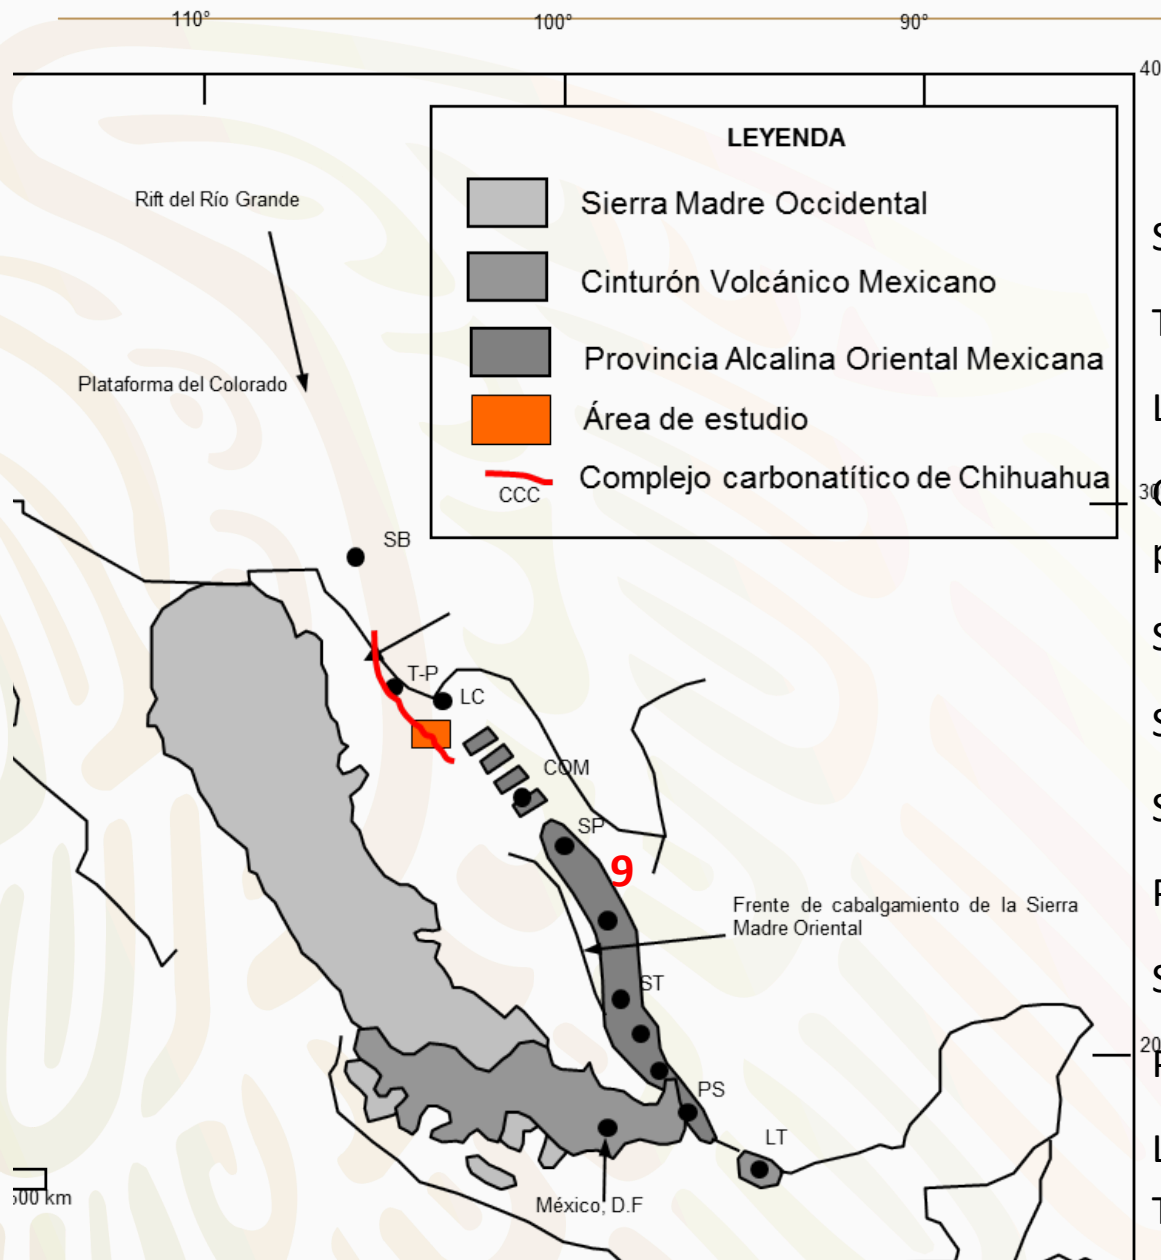 110°
100°
90°
40
LEYENDA
Rift del Río Grande
Sierra Madre Occidental
Cinturón Volcánico Mexicano
Provincia Alcalina Oriental Mexicana
Plataforma del Colorado
Área de estudio
Complejo carbonatítico de Chihuahua
CCC
30
SB
T-P
LC
COM
SP
9
Frente de cabalgamiento de la Sierra
Madre Oriental
ST
20
PS
LT
500 km
México, D.F